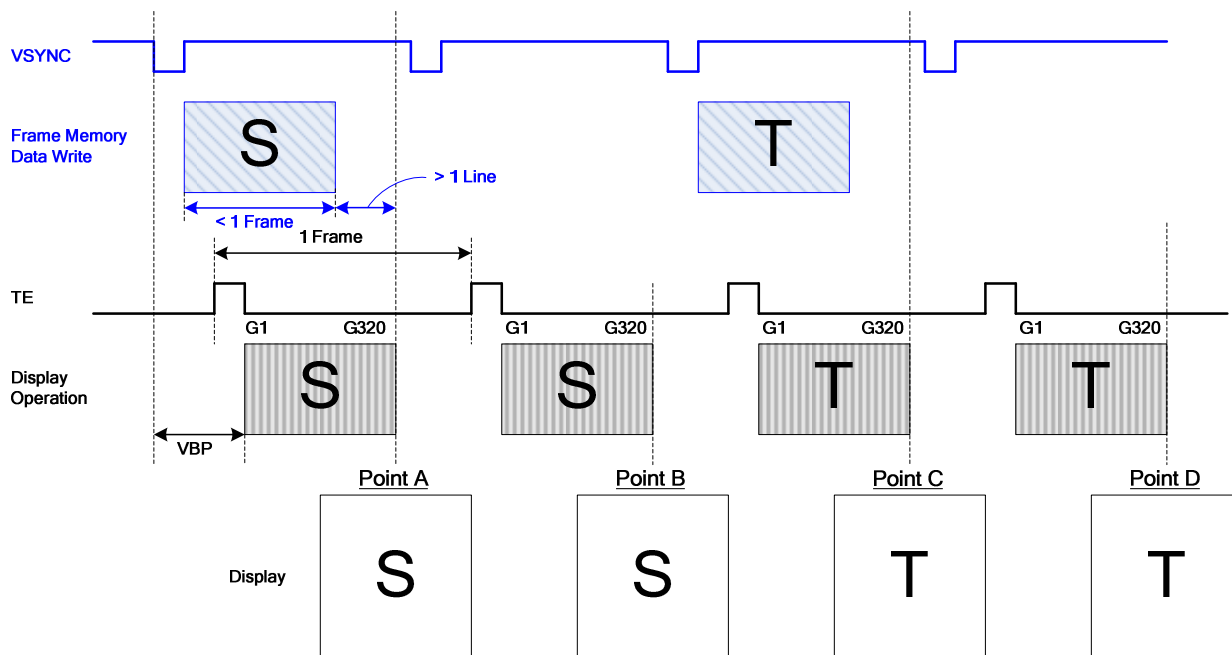 VSYNC
Frame Memory
Data Write
S
T
> 1 Line
< 1 Frame
1 Frame
TE
G1
G320
G1
G320
G1
G320
G1
G320
Display
Operation
S
S
T
T
VBP
Point A
Point B
Point C
Point D
Display
S
S
T
T